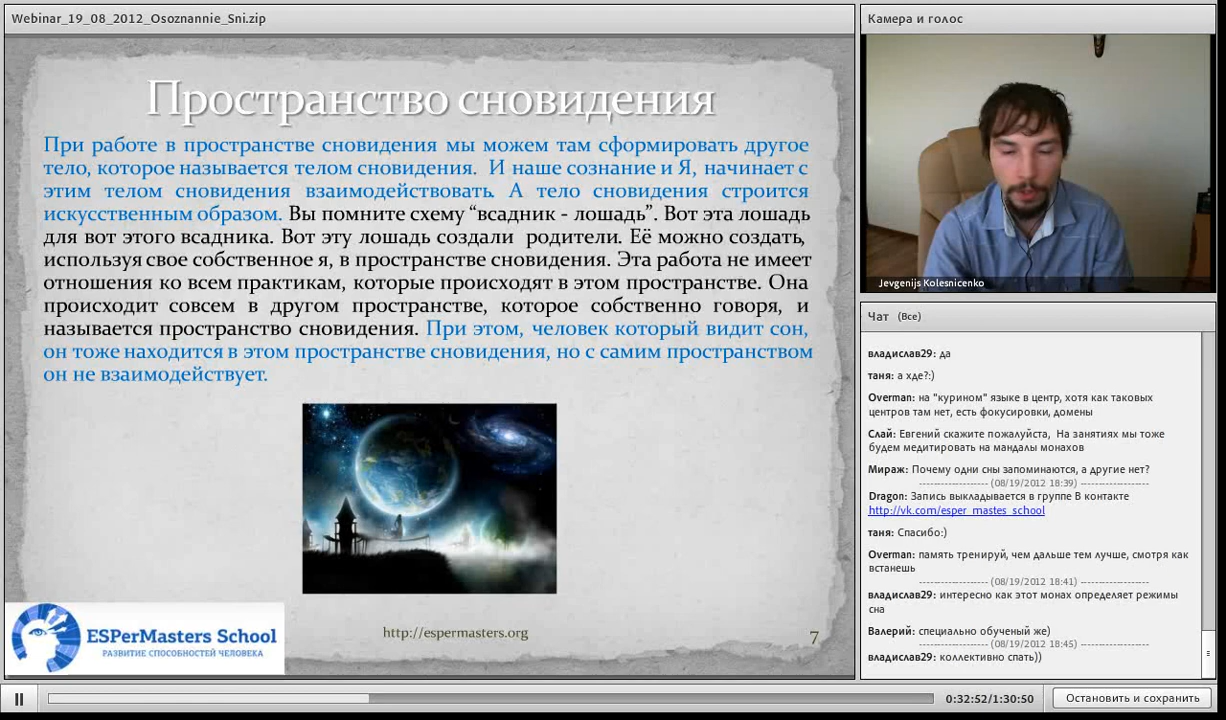 Webinar_19_08_2012_Osoznannie_Sni.zip
Пространство сновидения
При работе в пространстве сновидения мы можем там сформировать другое
тело, которое называется телом сновидения. И наше сознание и Я, начинает с
этим телом сновидения взаимодействовать. А тело сновидения строится
искусственным образом. Вы помните схему “всадник - лошадь”. Вот эта лошадь
для вот этого всадника. Вот эту лошадь создали родители. Её можно создать,
используя свое собственное я, в пространстве сновидения. Эта работа не имеет
отношения ко всем практикам, которые происходят в этом пространстве. Она
происходит совсем в другом пространстве, которое собственно говоря, и
называется пространство сновидения. При этом, человек который видит сон,
он тоже находится в этом пространстве сновидения, но с самим пространством
он не взаимодействует.
ESPerMasters School
РАЗВИТИЕ СПОСОБНОСТЕЙ ЧЕЛОВЕКА
http://espermasters.org
7
Камера и голос
Jevgenijs Kolesnicenko
Чат (Все)
владислав29: да
таня: а хде?:)
Overman: на "курином" языке в центр, хотя как таковых
центров там нет, есть фокусировки, домены
Слай: Евгений скажите пожалуйста, На занятиях мы тоже
будем медитировать на мандалы монахов
Мираж: Почему одни сны запоминаются, а другие нет?
------------------- (08/19/2012 18:39) -------------------
Dragon: Запись выкладывается в группе В контакте
http://vk.com/esper_mastes_school
таня: Спасибо:)
Overman: память тренируй, чем дальше тем лучше, смотря как
встанешь
------------------- (08/19/2012 18:41) -------------------
владислав29: интересно как этот монах определяет режимы
сна
Валерий: специально обученый же)
------------------- (08/19/2012 18:45) -------------------
владислав29: коллективно спать))
0:32:52/1:30:50
Остановить и сохранить